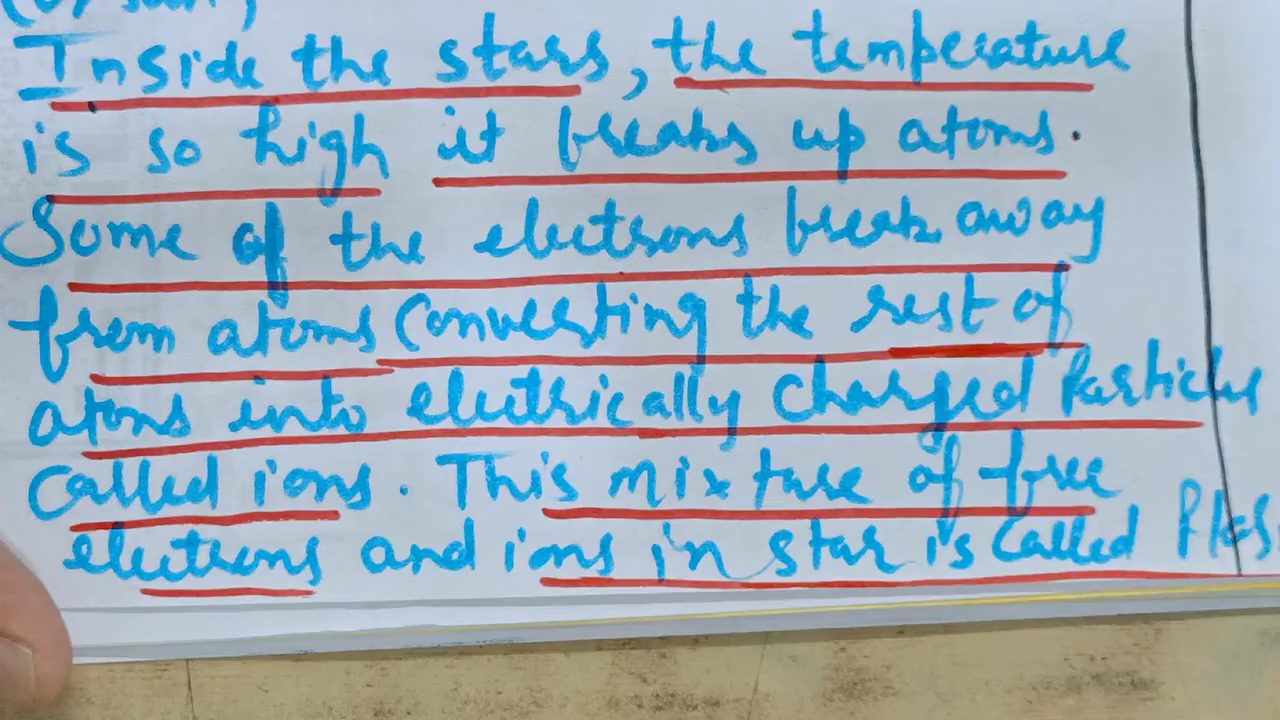 Inside the stars, the temperature
is so high it breaks up atoms.
Some of the electrons break away
from atoms converting the rest of
atoms into electrically charged Particles
called ions. This mixture of free
electrons and ions in star is called Plas